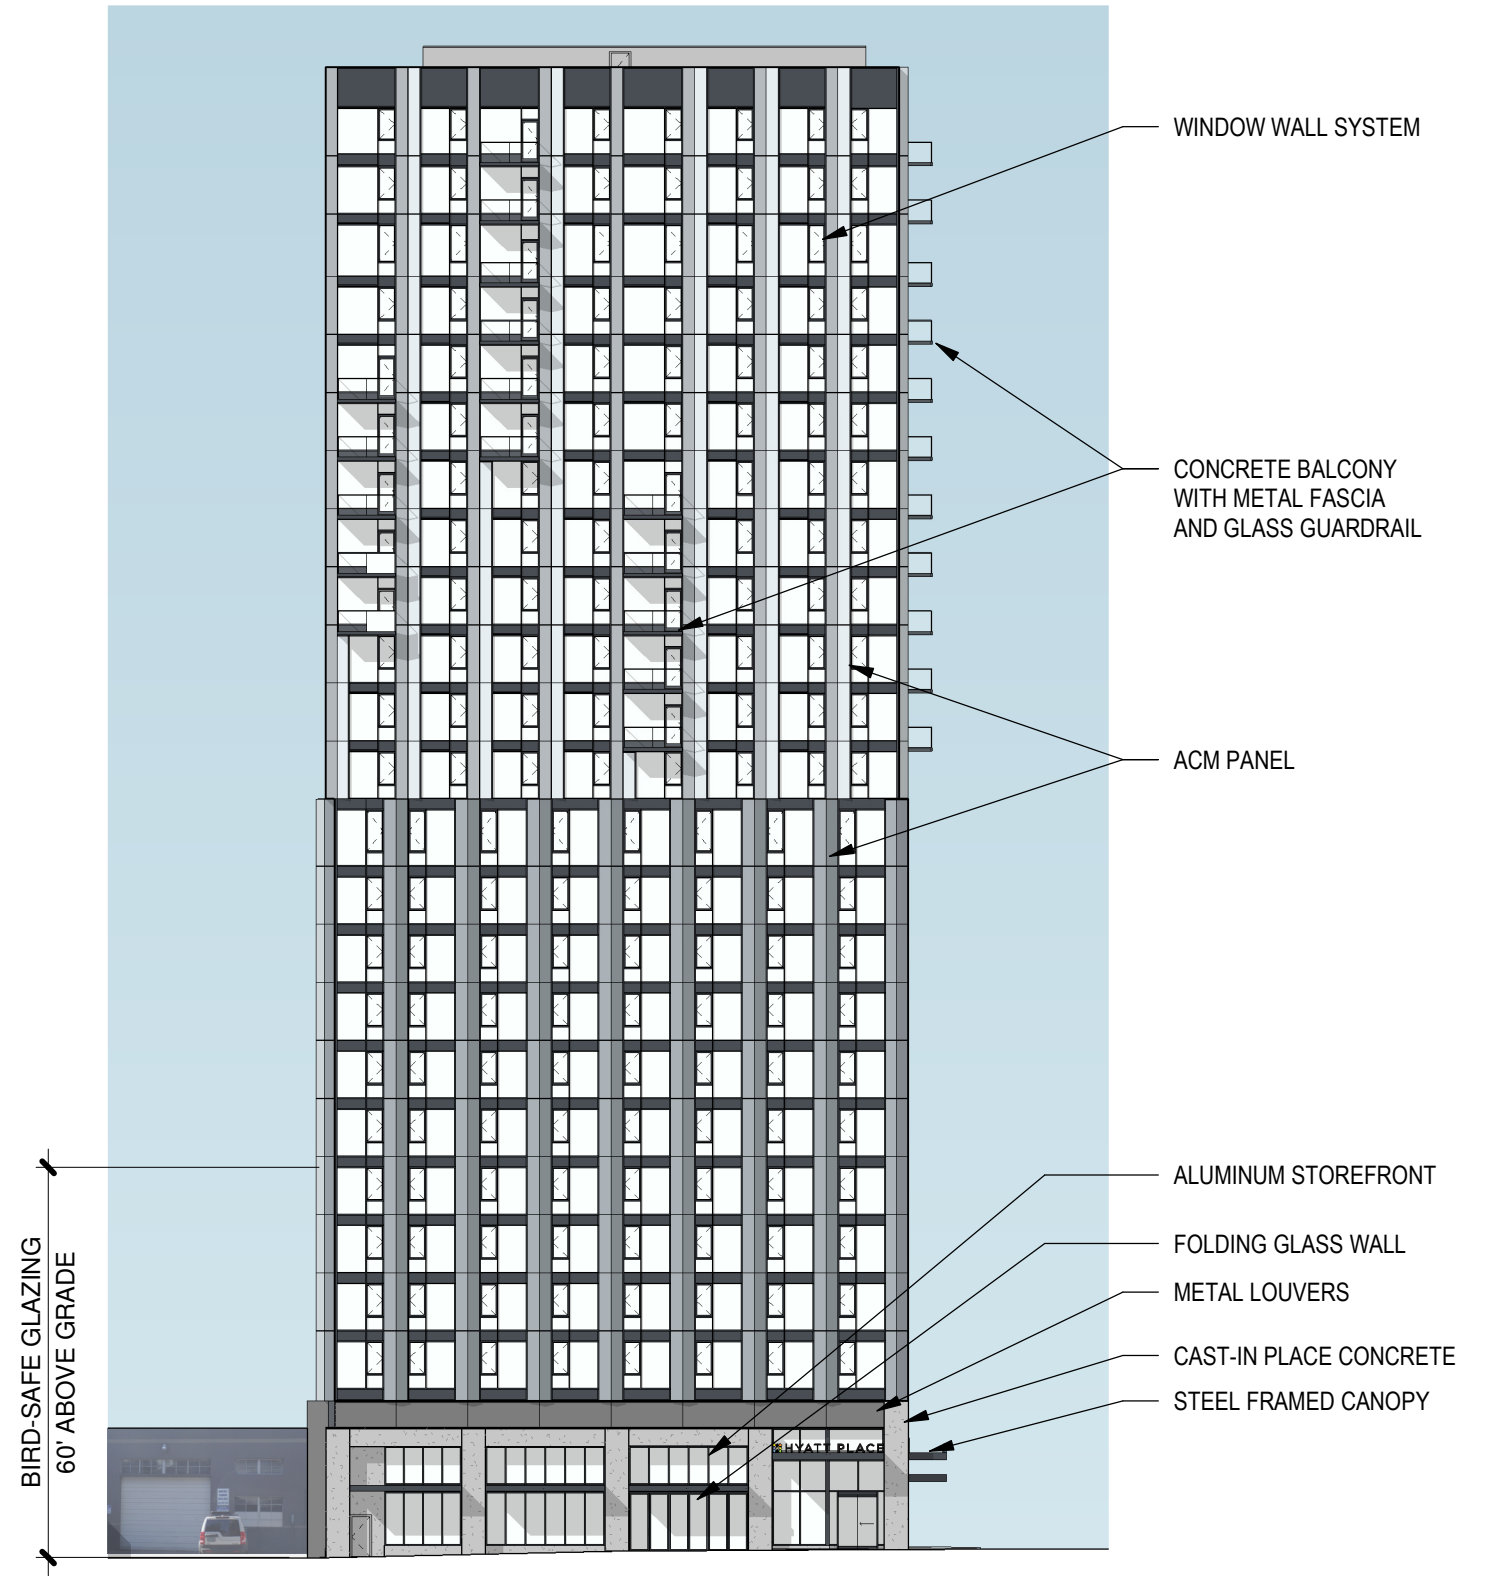 WINDOW WALL SYSTEM
CONCRETE BALCONY
WITH METAL FASCIA
AND GLASS GUARDRAIL
ACM PANEL
ALUMINUM STOREFRONT
FOLDING GLASS WALL
METAL LOUVERS
CAST-IN PLACE CONCRETE
STEEL FRAMED CANOPY
BIRD-SAFE GLAZING
60' ABOVE GRADE
HYATT PLACE